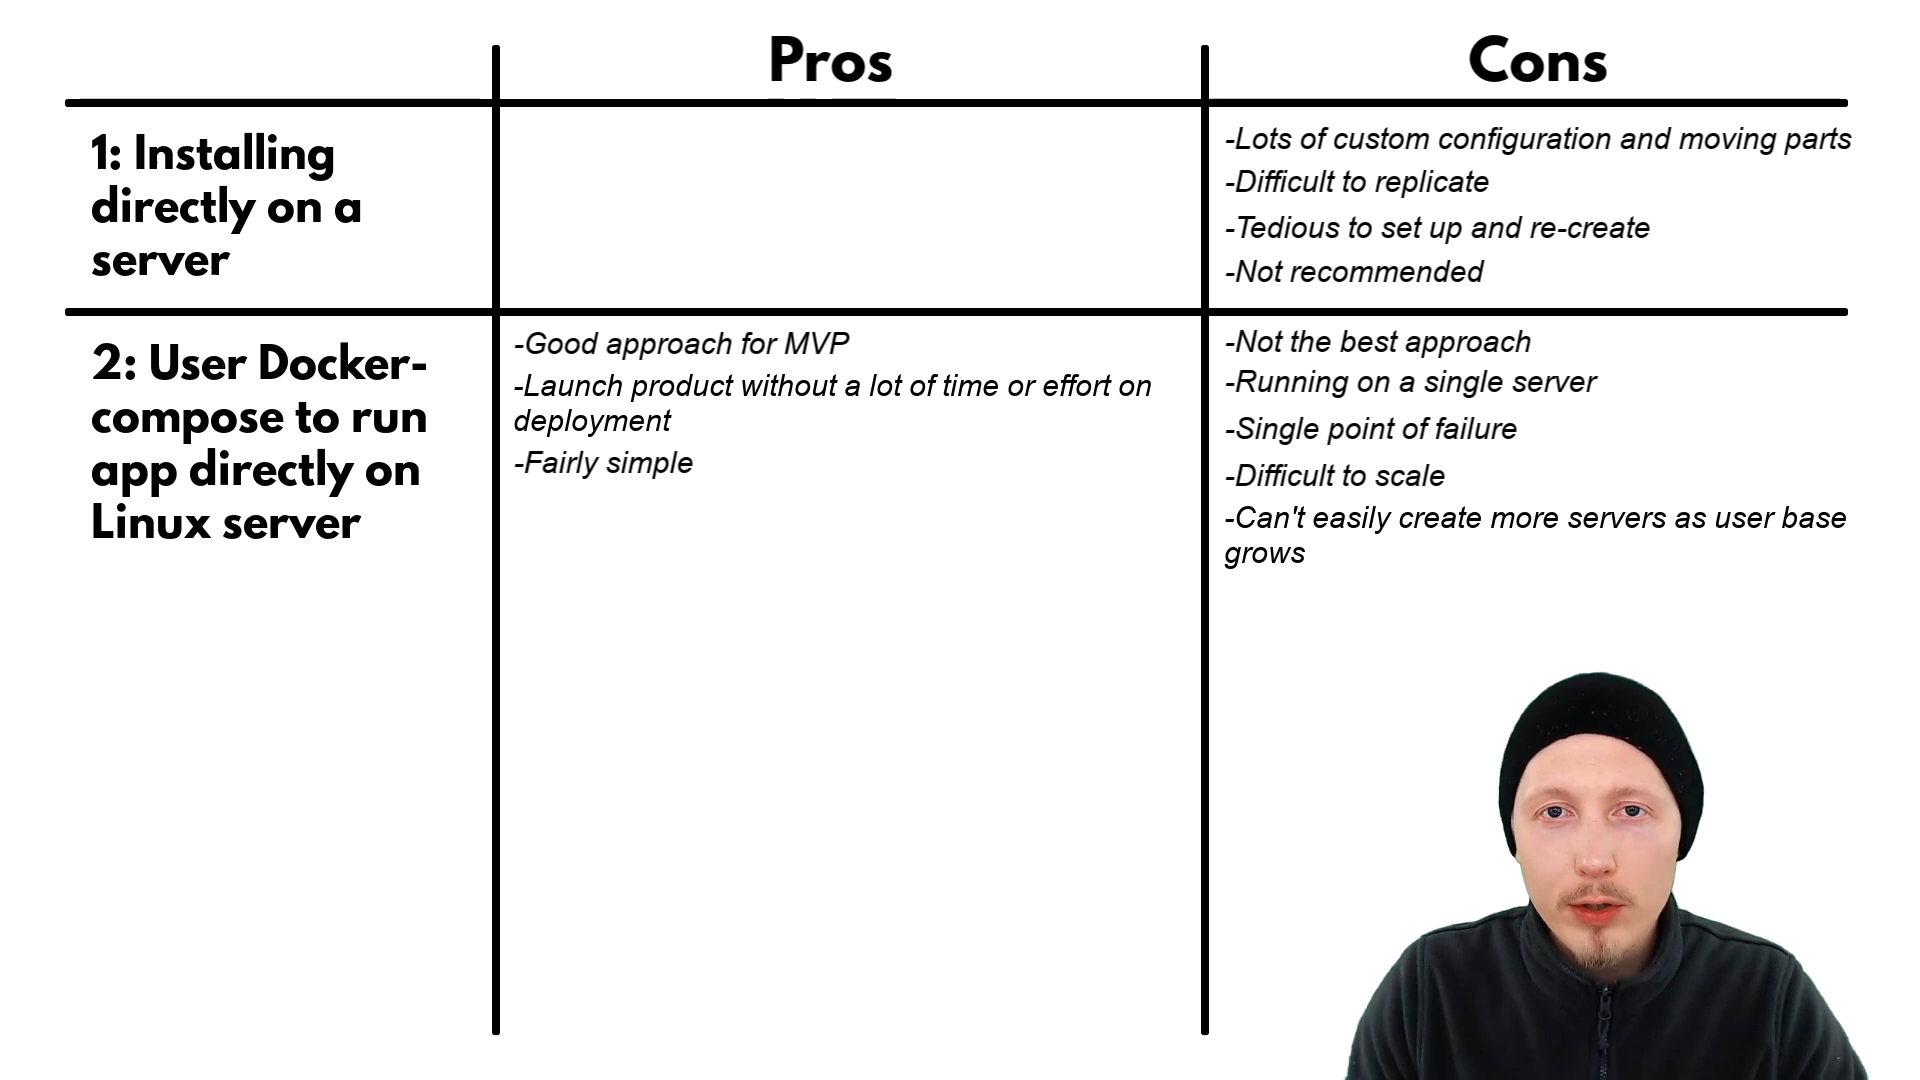 Pros
Cons
1: Installing
directly on a
server
-Lots of custom configuration and moving parts
-Difficult to replicate
-Tedious to set up and re-create
-Not recommended
2: User Docker-
compose to run
app directly on
Linux server
-Good approach for MVP
-Launch product without a lot of time or effort on
deployment
-Fairly simple
-Not the best approach
-Running on a single server
-Single point of failure
-Difficult to scale
-Can't easily create more servers as user base
grows